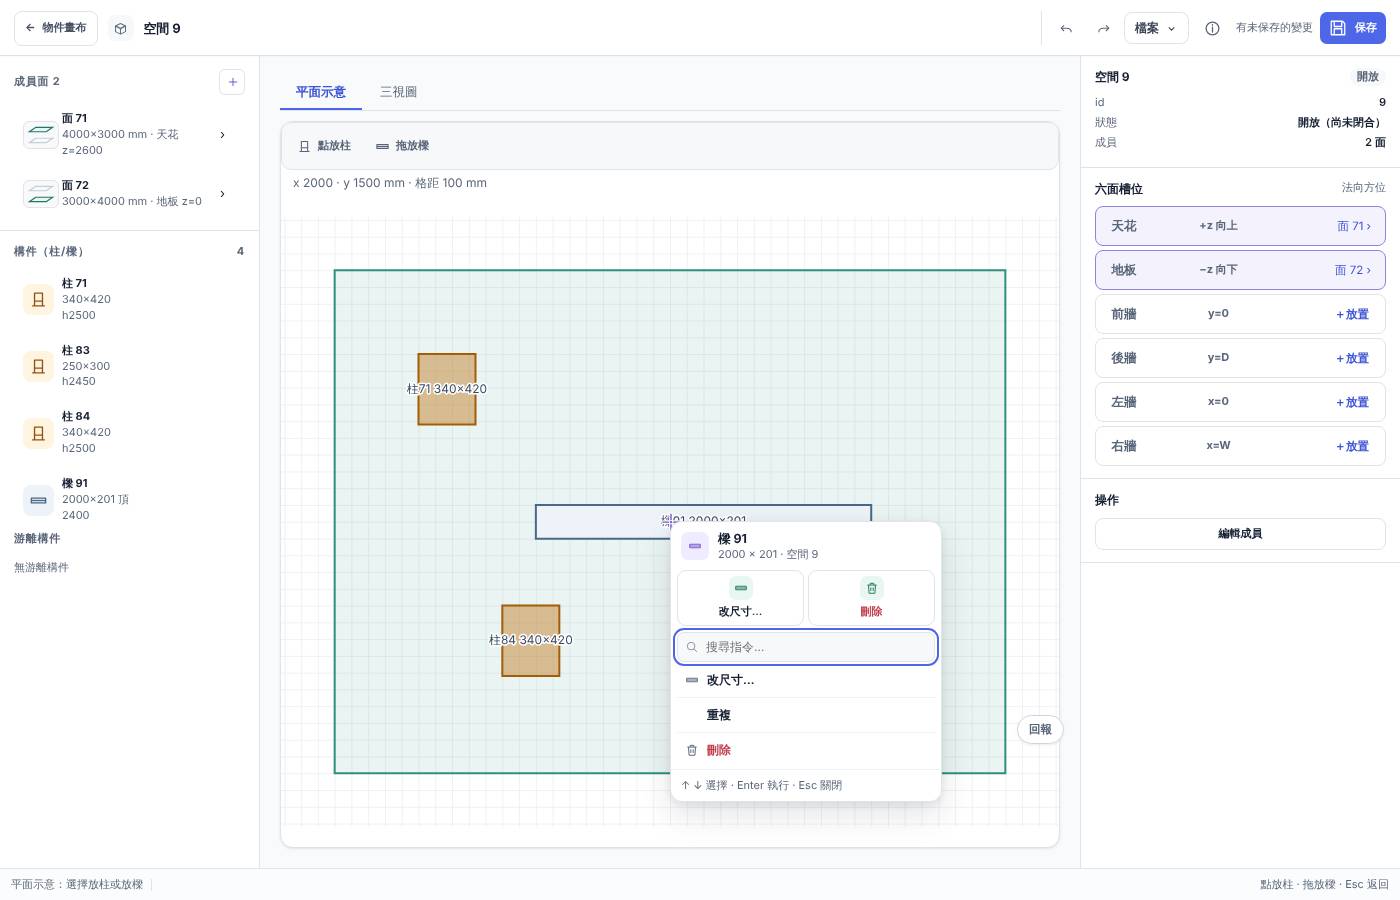 物件畫布
空間 9
檔案
有未保存的變更
保存
成員面 2
面 71
4000×3000 mm · 天花
z=2600
面 72
3000×4000 mm · 地板 z=0
構件（柱/樑）
4
柱 71
340×420
h2500
柱 83
250×300
h2450
柱 84
340×420
h2500
樑 91
2000×201 頂
2400
游離構件
無游離構件
平面示意
三視圖
點放柱
拖放樑
x 2000 · y 1500 mm · 格距 100 mm
柱71 340×420
樑91 2000×201
柱84 340×420
樑 91
2000 × 201 · 空間 9
改尺寸…
刪除
搜尋指令…
改尺寸…
重複
刪除
↑ ↓ 選擇 · Enter 執行 · Esc 關閉
回報
空間 9
開放
id
9
狀態
開放（尚未閉合）
成員
2 面
六面槽位
法向方位
天花
+z 向上
面 71 ›
地板
−z 向下
面 72 ›
前牆
y=0
+ 放置
後牆
y=D
+ 放置
左牆
x=0
+ 放置
右牆
x=W
+ 放置
操作
編輯成員
平面示意：選擇放柱或放樑
點放柱 · 拖放樑 · Esc 返回